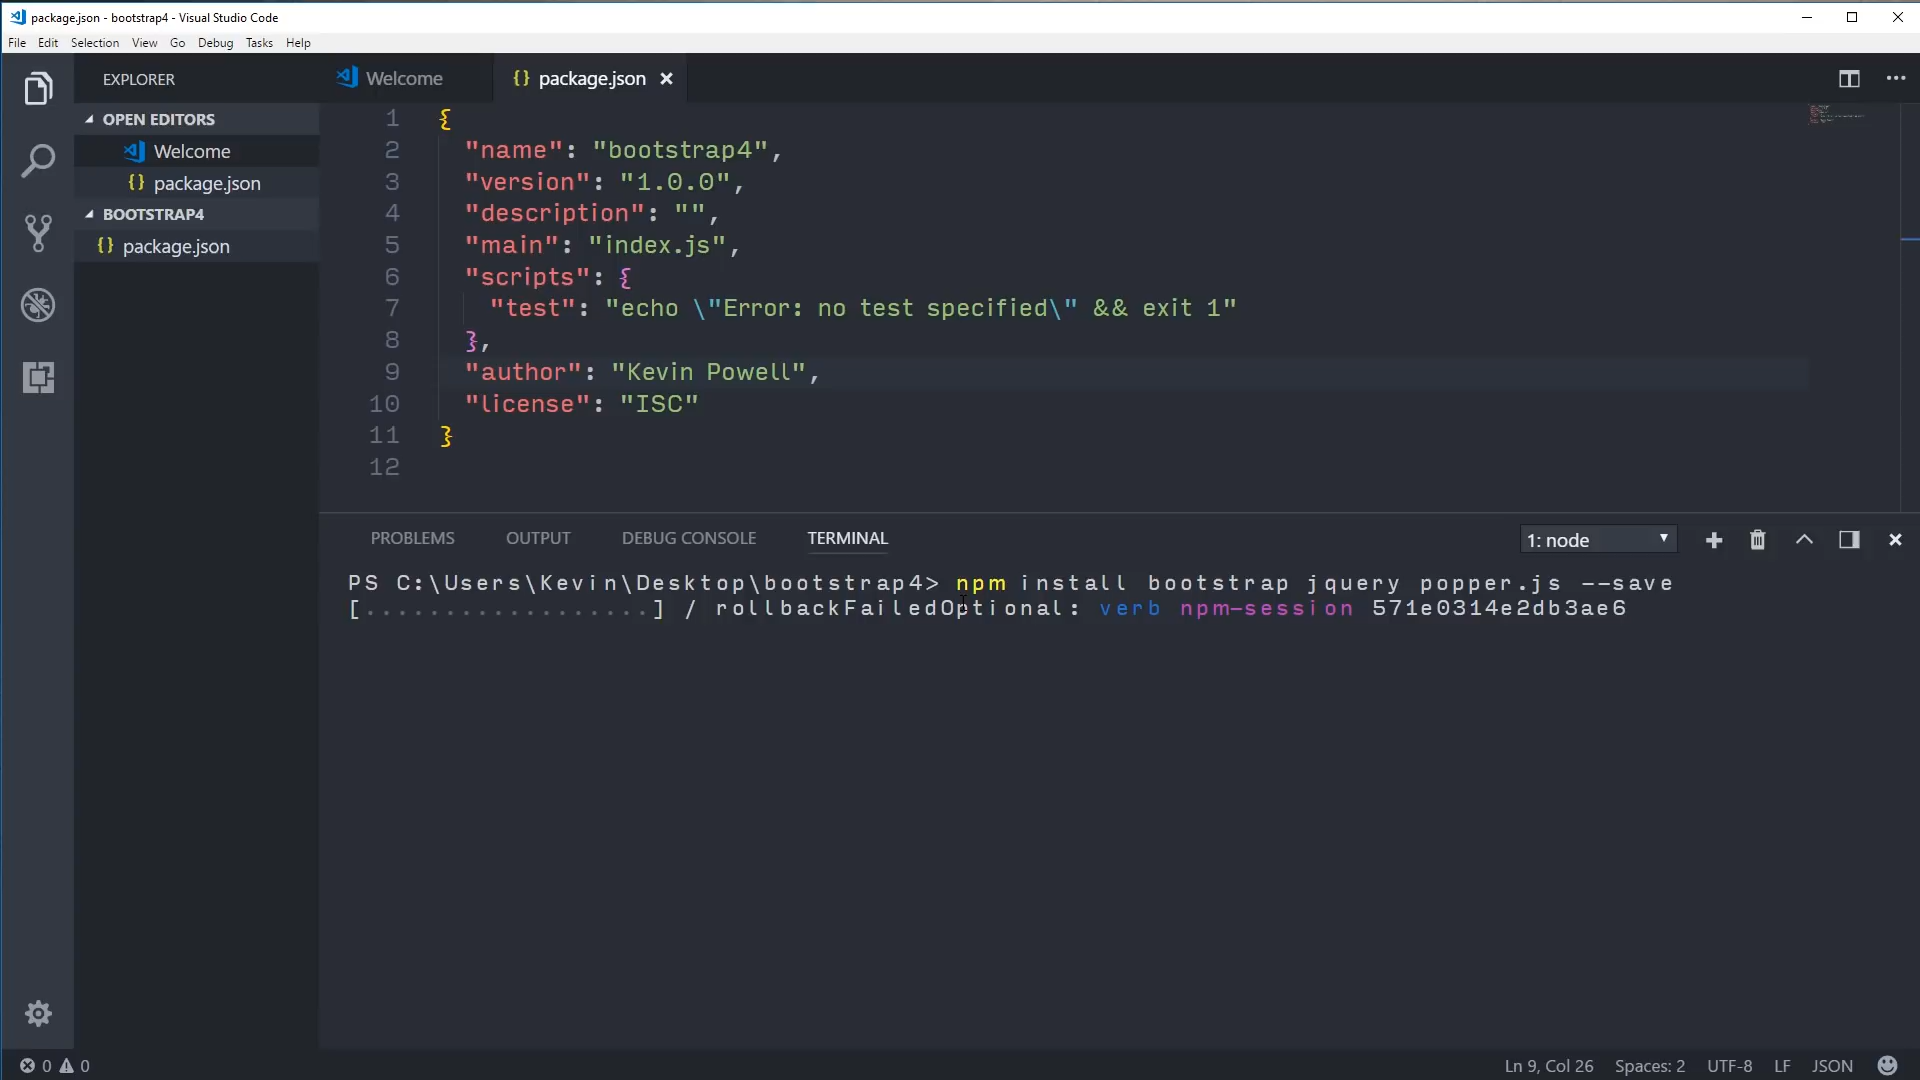 package.json - bootstrap4 - Visual Studio Code
File Edit Selection View Go Debug Tasks Help
EXPLORER
OPEN EDITORS
Welcome
{} package.json
BOOTSTRAP4
{} package.json
Welcome
{} package.json
1 {
2 "name": "bootstrap4",
3 "version": "1.0.0",
4 "description": "",
5 "main": "index.js",
6 "scripts": {
7 "test": "echo \"Error: no test specified\" && exit 1"
8 },
9 "author": "Kevin Powell",
10 "license": "ISC"
11 }
12
PROBLEMS OUTPUT DEBUG CONSOLE TERMINAL
1: node
PS C:\Users\Kevin\Desktop\bootstrap4> npm install bootstrap jquery popper.js --save
[..................] / rollbackFailedOptional: verb npm-session 571e0314e2db3ae6
0 0
Ln 9, Col 26 Spaces: 2 UTF-8 LF JSON